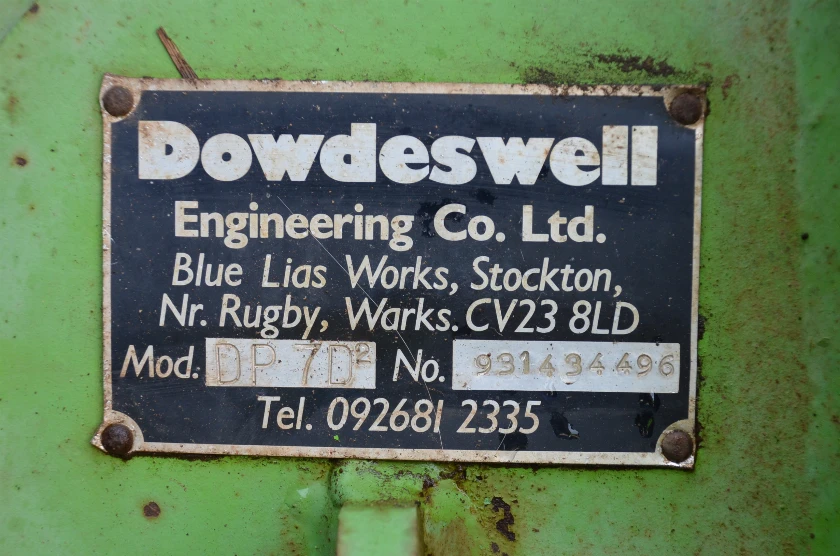 Dowdeswell
Engineering Co. Ltd.
Blue Lias Works, Stockton,
Nr. Rugby, Warks. CV23 8LD
Mod. DP 7D² No. 931434496
Tel. 092681 2335